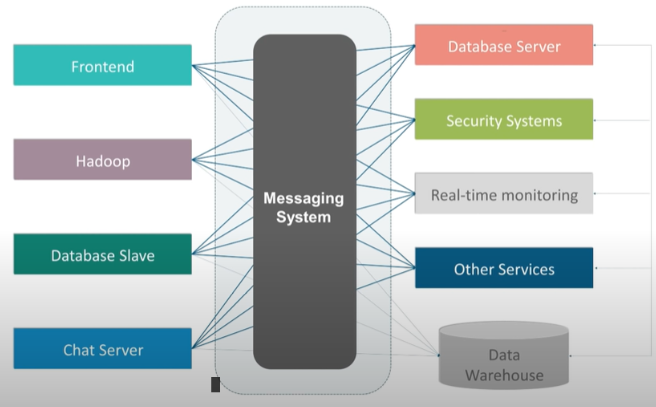 Frontend
Hadoop
Database Slave
Chat Server
Messaging
System
Database Server
Security Systems
Real-time monitoring
Other Services
Data
Warehouse